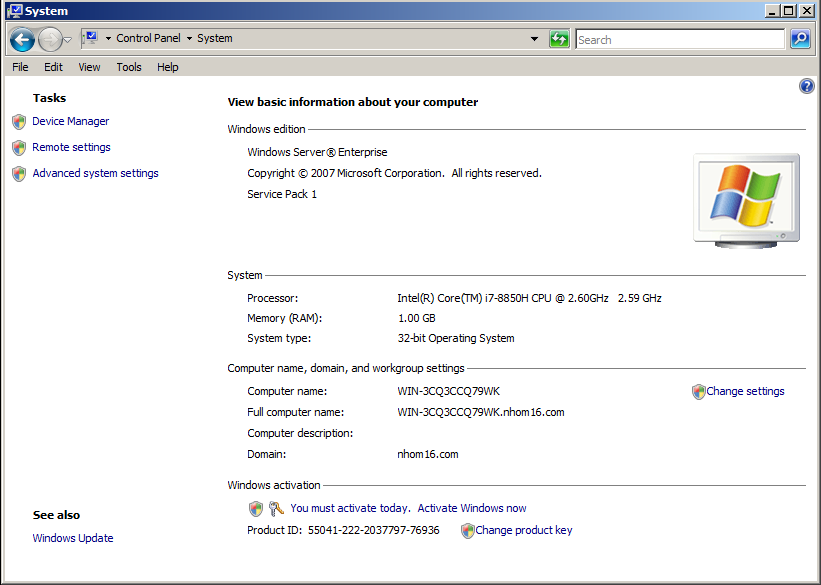 System
Control Panel System
Search
File Edit View Tools Help
Tasks
Device Manager
Remote settings
Advanced system settings
View basic information about your computer
Windows edition
Windows Server® Enterprise
Copyright © 2007 Microsoft Corporation. All rights reserved.
Service Pack 1
System
Processor: Intel(R) Core(TM) i7-8850H CPU @ 2.60GHz 2.59 GHz
Memory (RAM): 1.00 GB
System type: 32-bit Operating System
Computer name, domain, and workgroup settings
Computer name: WIN-3CQ3CCQ79WK
Change settings
Full computer name: WIN-3CQ3CCQ79WK.nhom16.com
Computer description:
Domain: nhom16.com
Windows activation
You must activate today. Activate Windows now
Product ID: 55041-222-2037797-76936 Change product key
See also
Windows Update